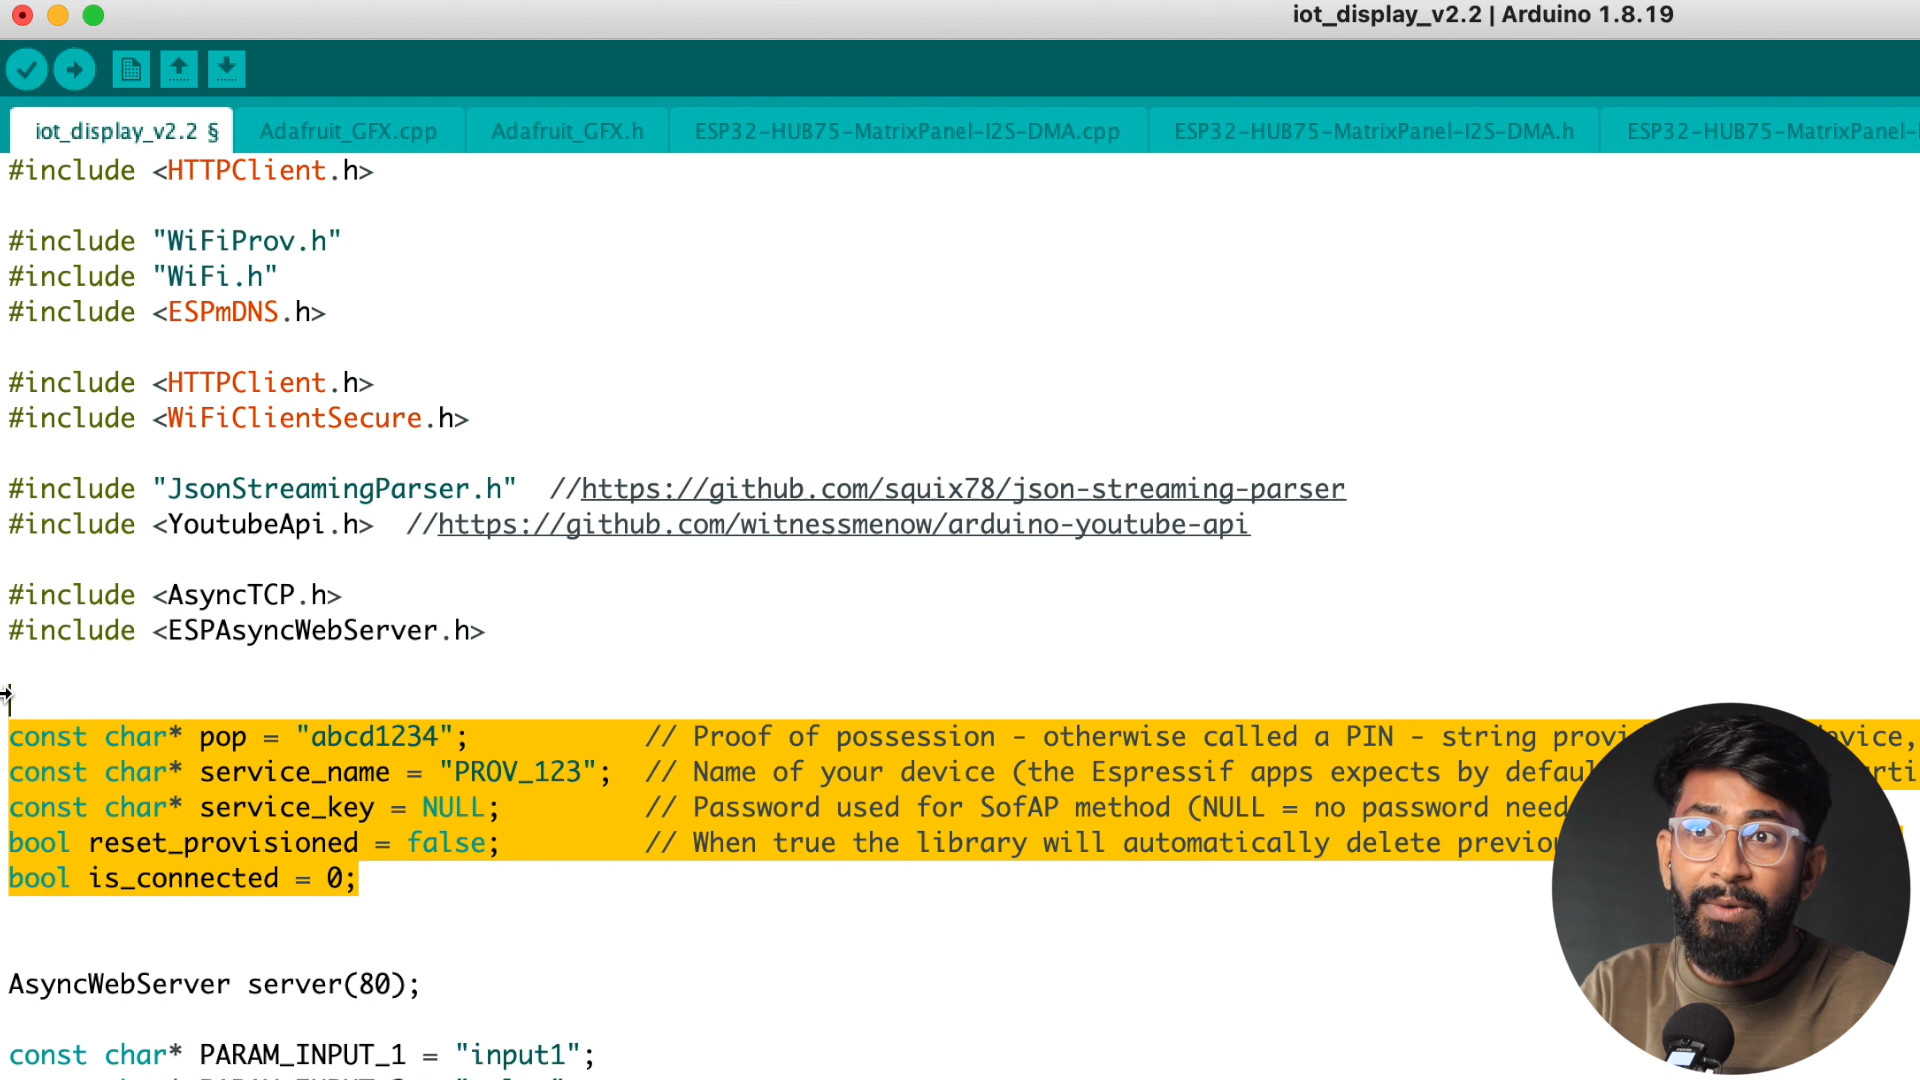 iot_display_v2.2 | Arduino 1.8.19
iot_display_v2.2 § Adafruit_GFX.cpp Adafruit_GFX.h ESP32-HUB75-MatrixPanel-I2S-DMA.cpp ESP32-HUB75-MatrixPanel-I2S-DMA.h ESP32-HUB75-MatrixPanel-
#include <HTTPClient.h>
#include "WiFiProv.h"
#include "WiFi.h"
#include <ESPmDNS.h>
#include <HTTPClient.h>
#include <WiFiClientSecure.h>
#include "JsonStreamingParser.h" //https://github.com/squix78/json-streaming-parser
#include <YoutubeApi.h> //https://github.com/witnessmenow/arduino-youtube-api
#include <AsyncTCP.h>
#include <ESPAsyncWebServer.h>
const char* pop = "abcd1234"; // Proof of possession - otherwise called a PIN - string
const char* service_name = "PROV_123"; // Name of your device (the Espressif apps expects by
const char* service_key = NULL; // Password used for SofAP method (NULL = no password
bool reset_provisioned = false; // When true the library will automatically delete
bool is_connected = 0;
AsyncWebServer server(80);
const char* PARAM_INPUT_1 = "input1";